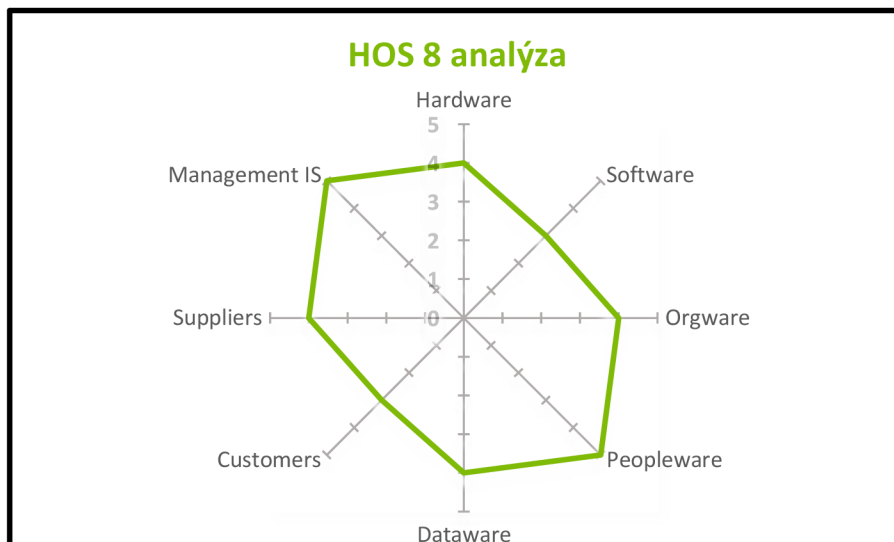 HOS 8 analýza
Hardware
5
Management IS
4
Software
3
2
1
Suppliers
0
Orgware
Customers
Peopleware
Dataware